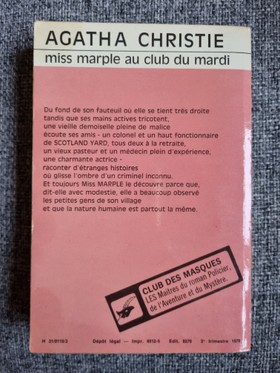 AGATHA CHRISTIE
miss marple au club du mardi
Du fond de son fauteuil où elle se tient très droite
tandis que ses mains actives tricotent,
une vieille demoiselle pleine de malice
écoute ses amis - un colonel et un haut fonctionnaire
de SCOTLAND YARD, tous deux à la retraite,
un vieux pasteur et un médecin plein d'expérience,
une charmante actrice -
raconter d'étranges histoires
où glisse l'ombre d'un criminel inconnu.
Et toujours Miss MARPLE le découvre parce que,
dit-elle avec modestie, elle a beaucoup observé
les petites gens de son village
et que la nature humaine est partout la même.
CLUB DES MASQUES
LES Maîtres du roman Policier,
de l'Aventure et du Mystère.
Dépôt légal — Impr.
Edit.
trimestre